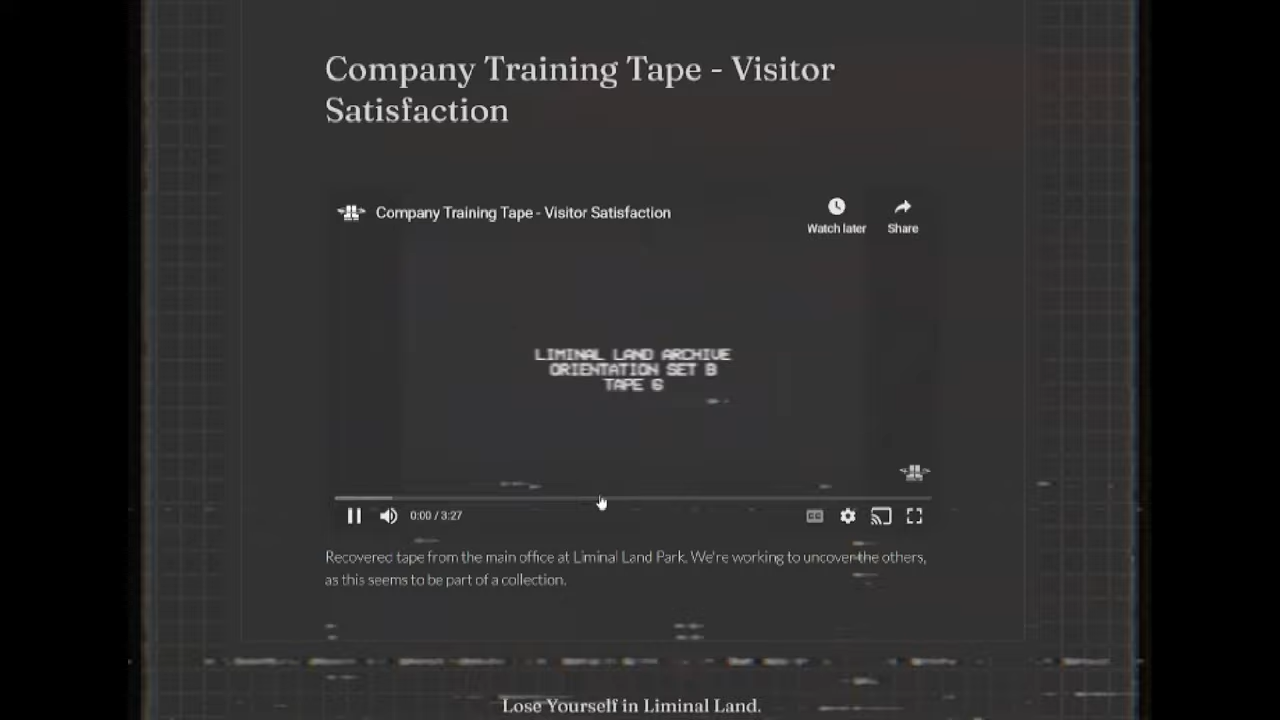 Company Training Tape - Visitor
Satisfaction
Company Training Tape - Visitor Satisfaction
Watch later
Share
LIMINAL LAND ARCHIVE
ORIENTATION SET B
TAPE 6
0:00 / 3:27
CC
Recovered tape from the main office at Liminal Land Park. We're working to uncover the others,
as this seems to be part of a collection.
Lose Yourself in Liminal Land.